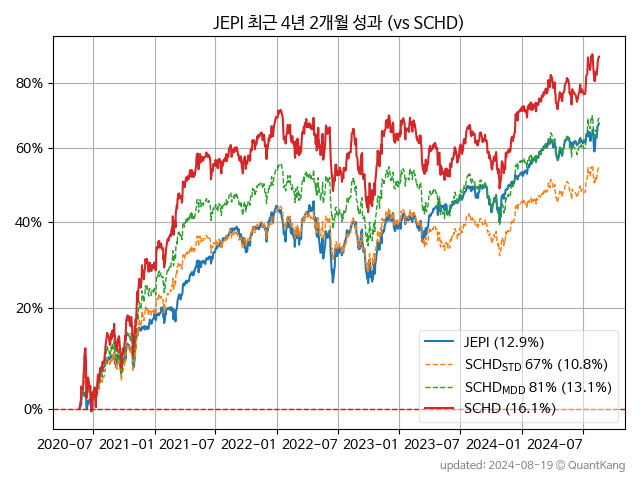 JEPI 최근 4년 2개월 성과 (vs SCHD)
80%
60%
40%
20%
0%
JEPI (12.9%)
SCHD_STD 67% (10.8%)
SCHD_MDD 81% (13.1%)
SCHD (16.1%)
2020-07 2021-01 2021-07 2022-01 2022-07 2023-01 2023-07 2024-01 2024-07
updated: 2024-08-19 ⓒ QuantKang